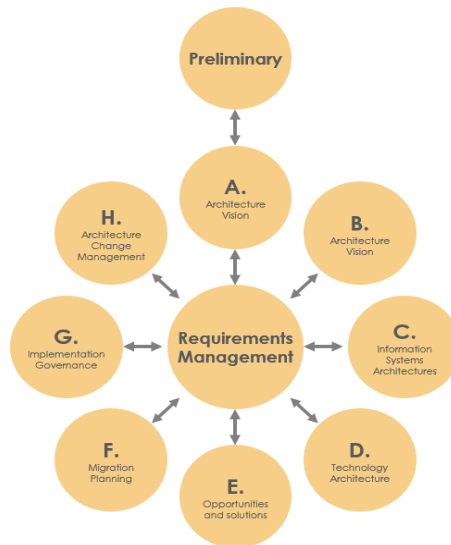 Preliminary
A.
Architecture
Vision
B.
Architecture
Vision
C.
Information
Systems
Architectures
D.
Technology
Architecture
E.
Opportunities
and solutions
F.
Migration
Planning
G.
Implementation
Governance
H.
Architecture
Change
Management
Requirements
Management